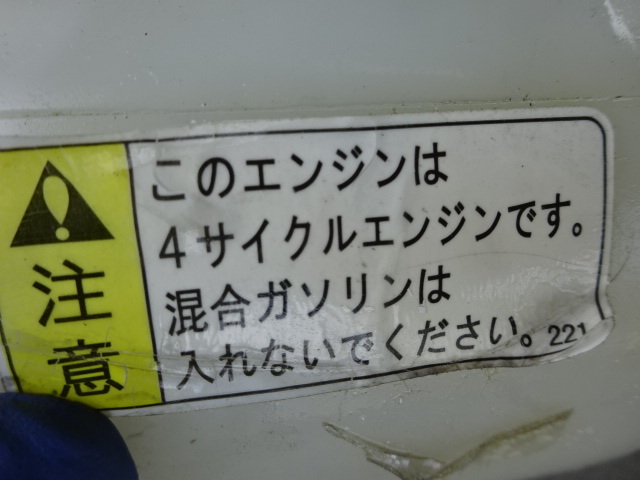 注意
このエンジンは
4サイクルエンジンです。
混合ガソリンは
入れないでください。221